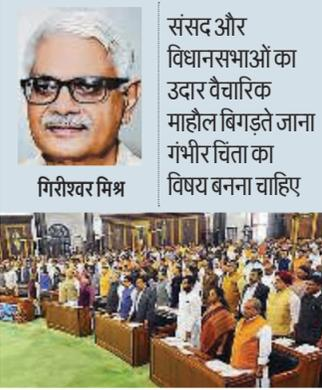 संसद और
विधानसभाओं का
उदार वैचारिक
माहौल बिगड़ते जाना
गंभीर चिंता का
विषय बनना चाहिए
गिरीश्वर मिश्र